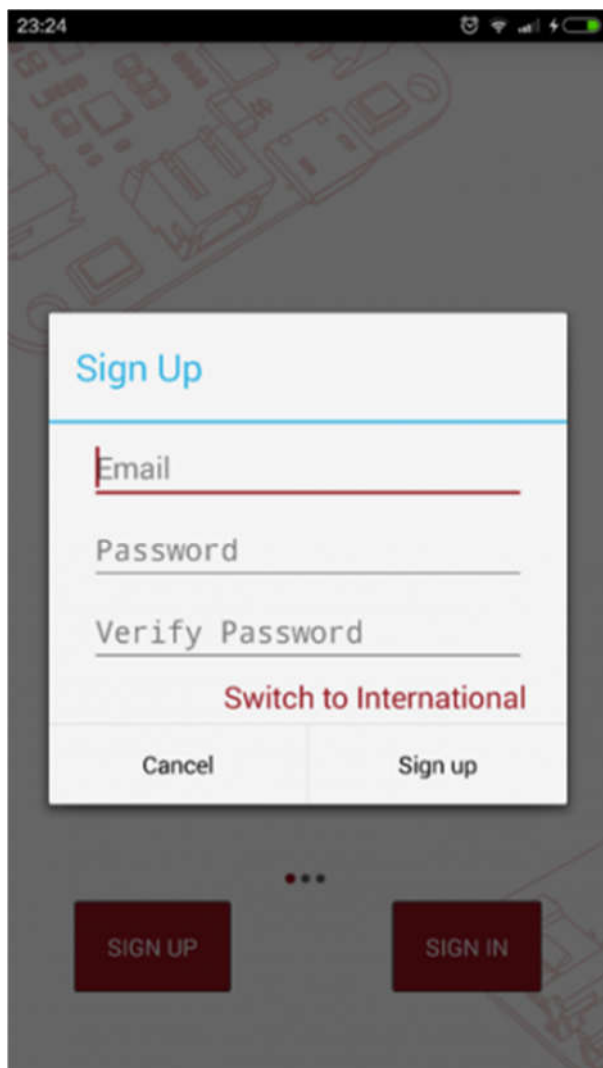 23:24
Sign Up
Email
Password
Verify Password
Switch to International
Cancel Sign up
SIGN UP SIGN IN